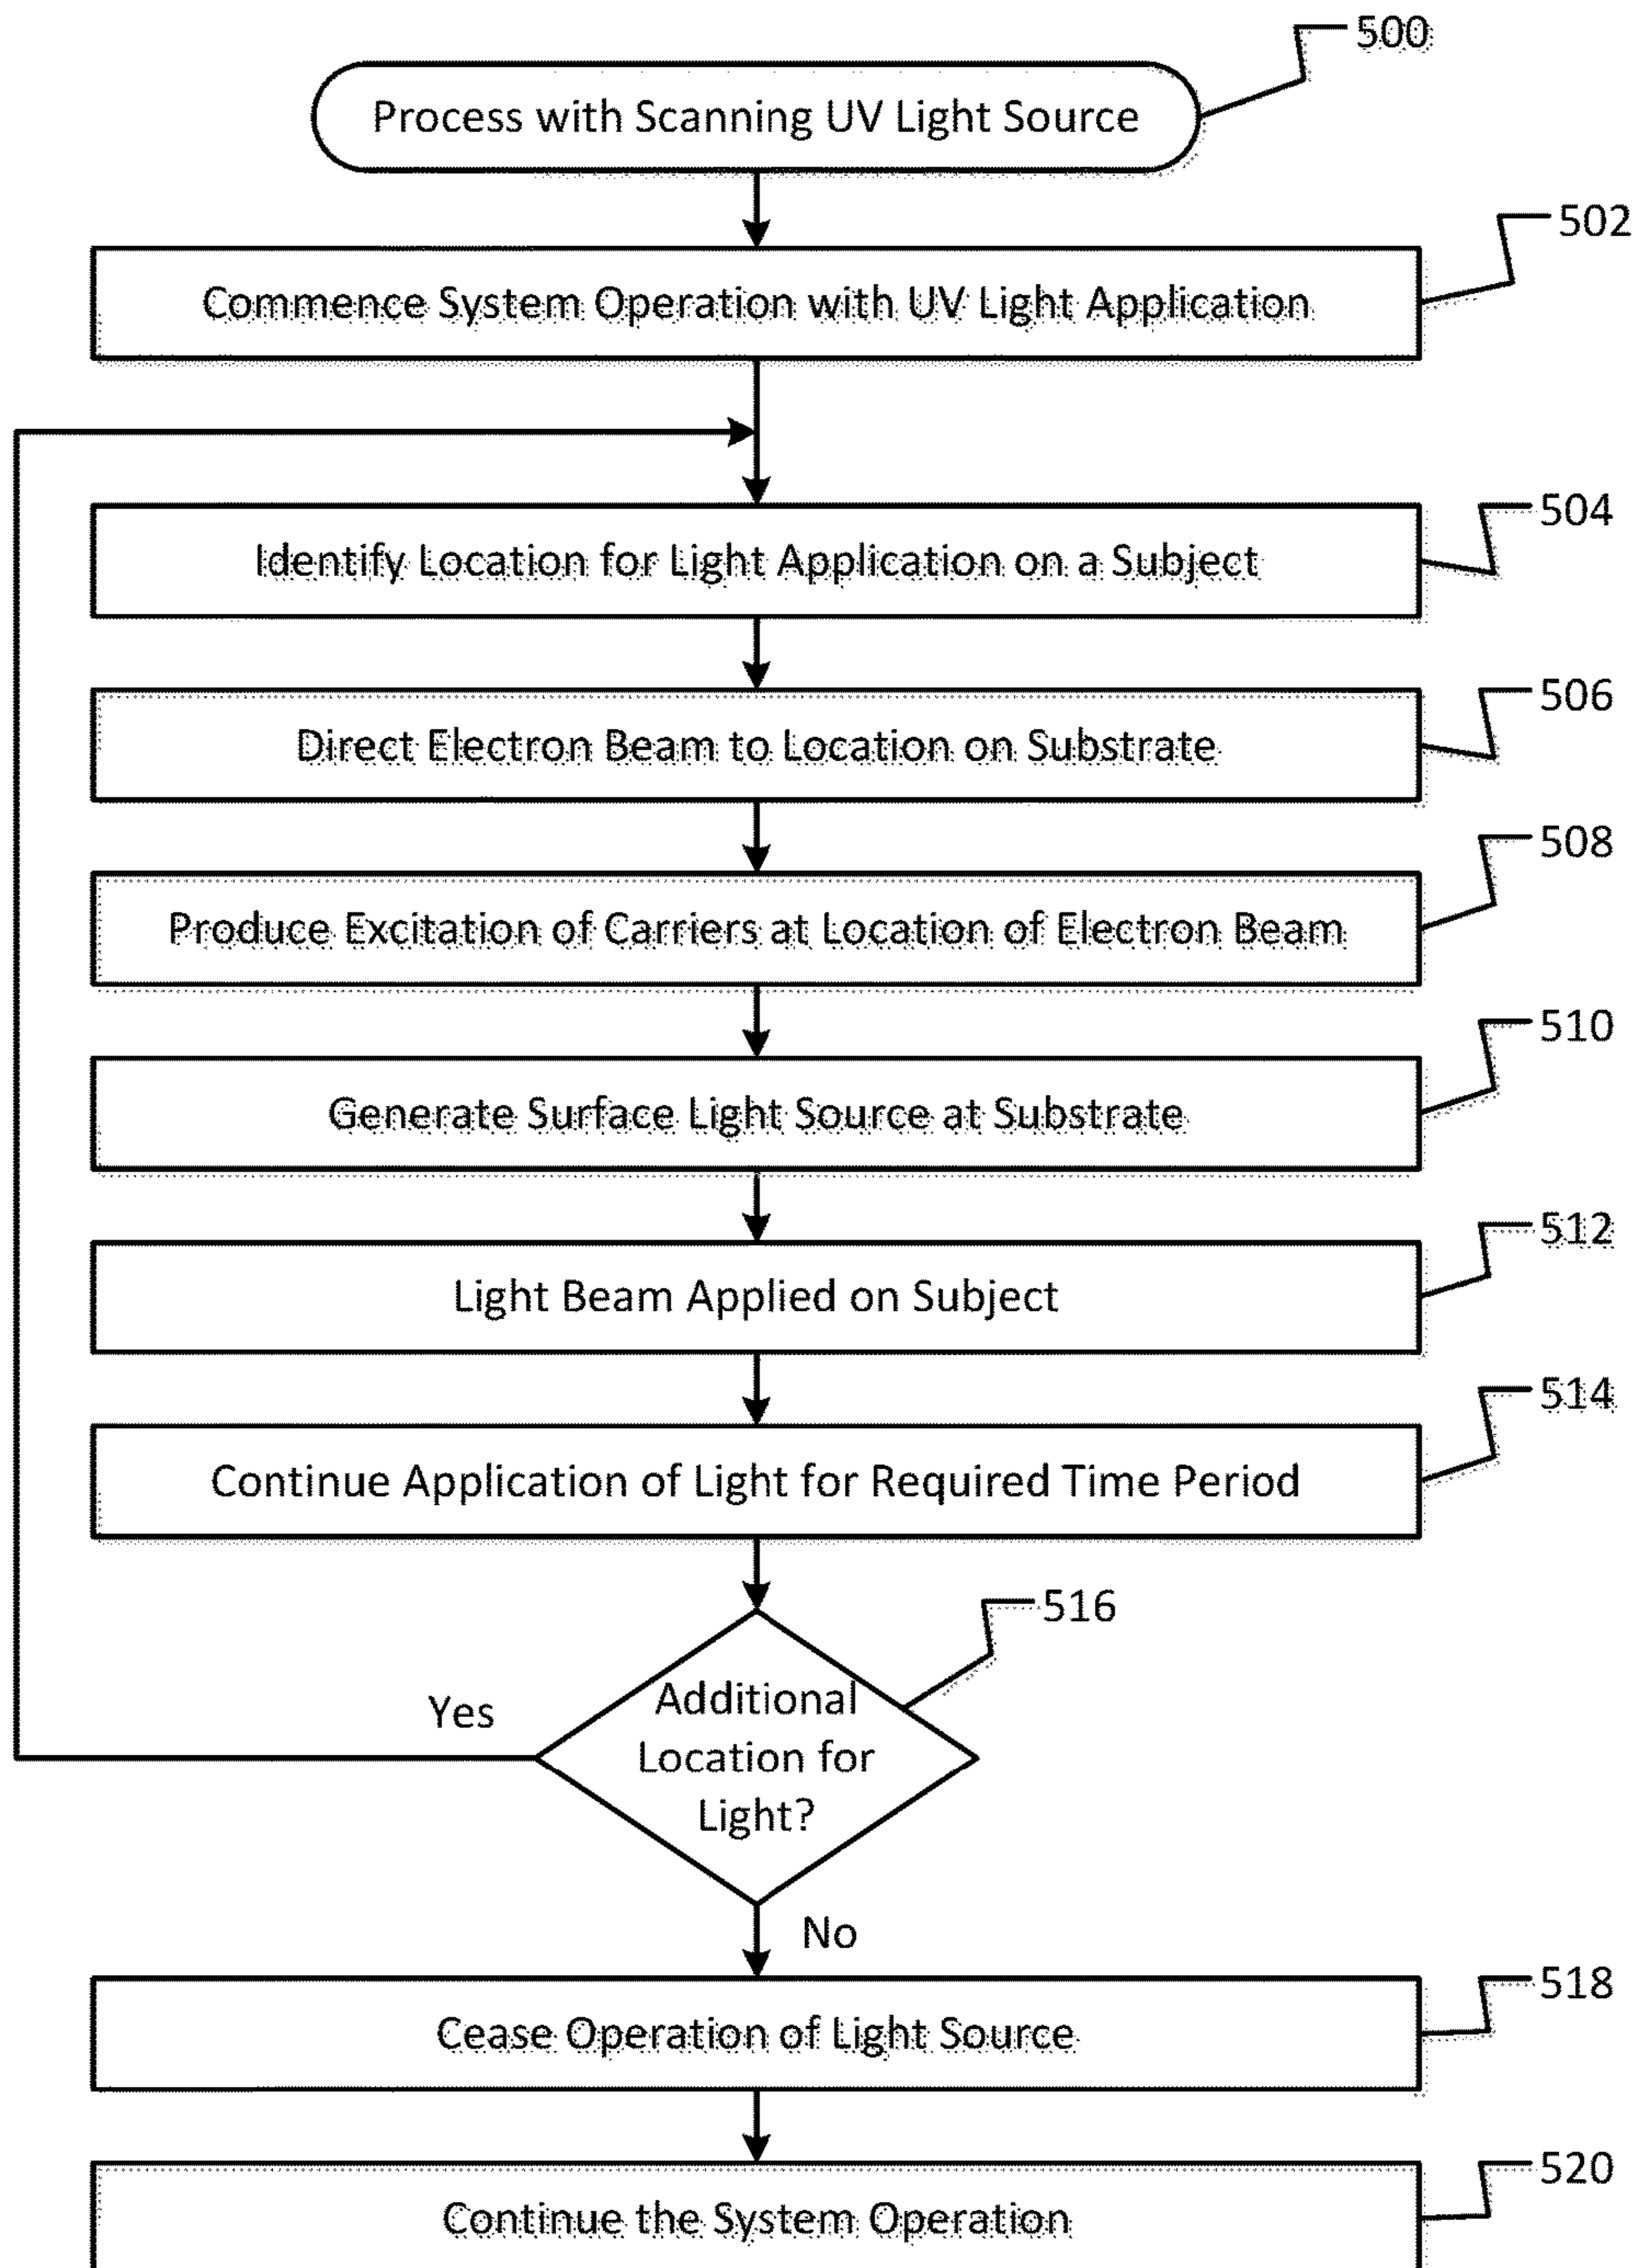 500
Process with Scanning UV Light Source
502
Commence System Operation with UV Light Application
504
Identify Location for Light Application on a Subject
506
Direct Electron Beam to Location on Substrate
508
Produce Excitation of Carriers at Location of Electron Beam
510
Generate Surface Light Source at Substrate
512
Light Beam Applied on Subject
514
Continue Application of Light for Required Time Period
516
Additional
Location for
Light?
Yes
No
518
Cease Operation of Light Source
520
Continue the System Operation